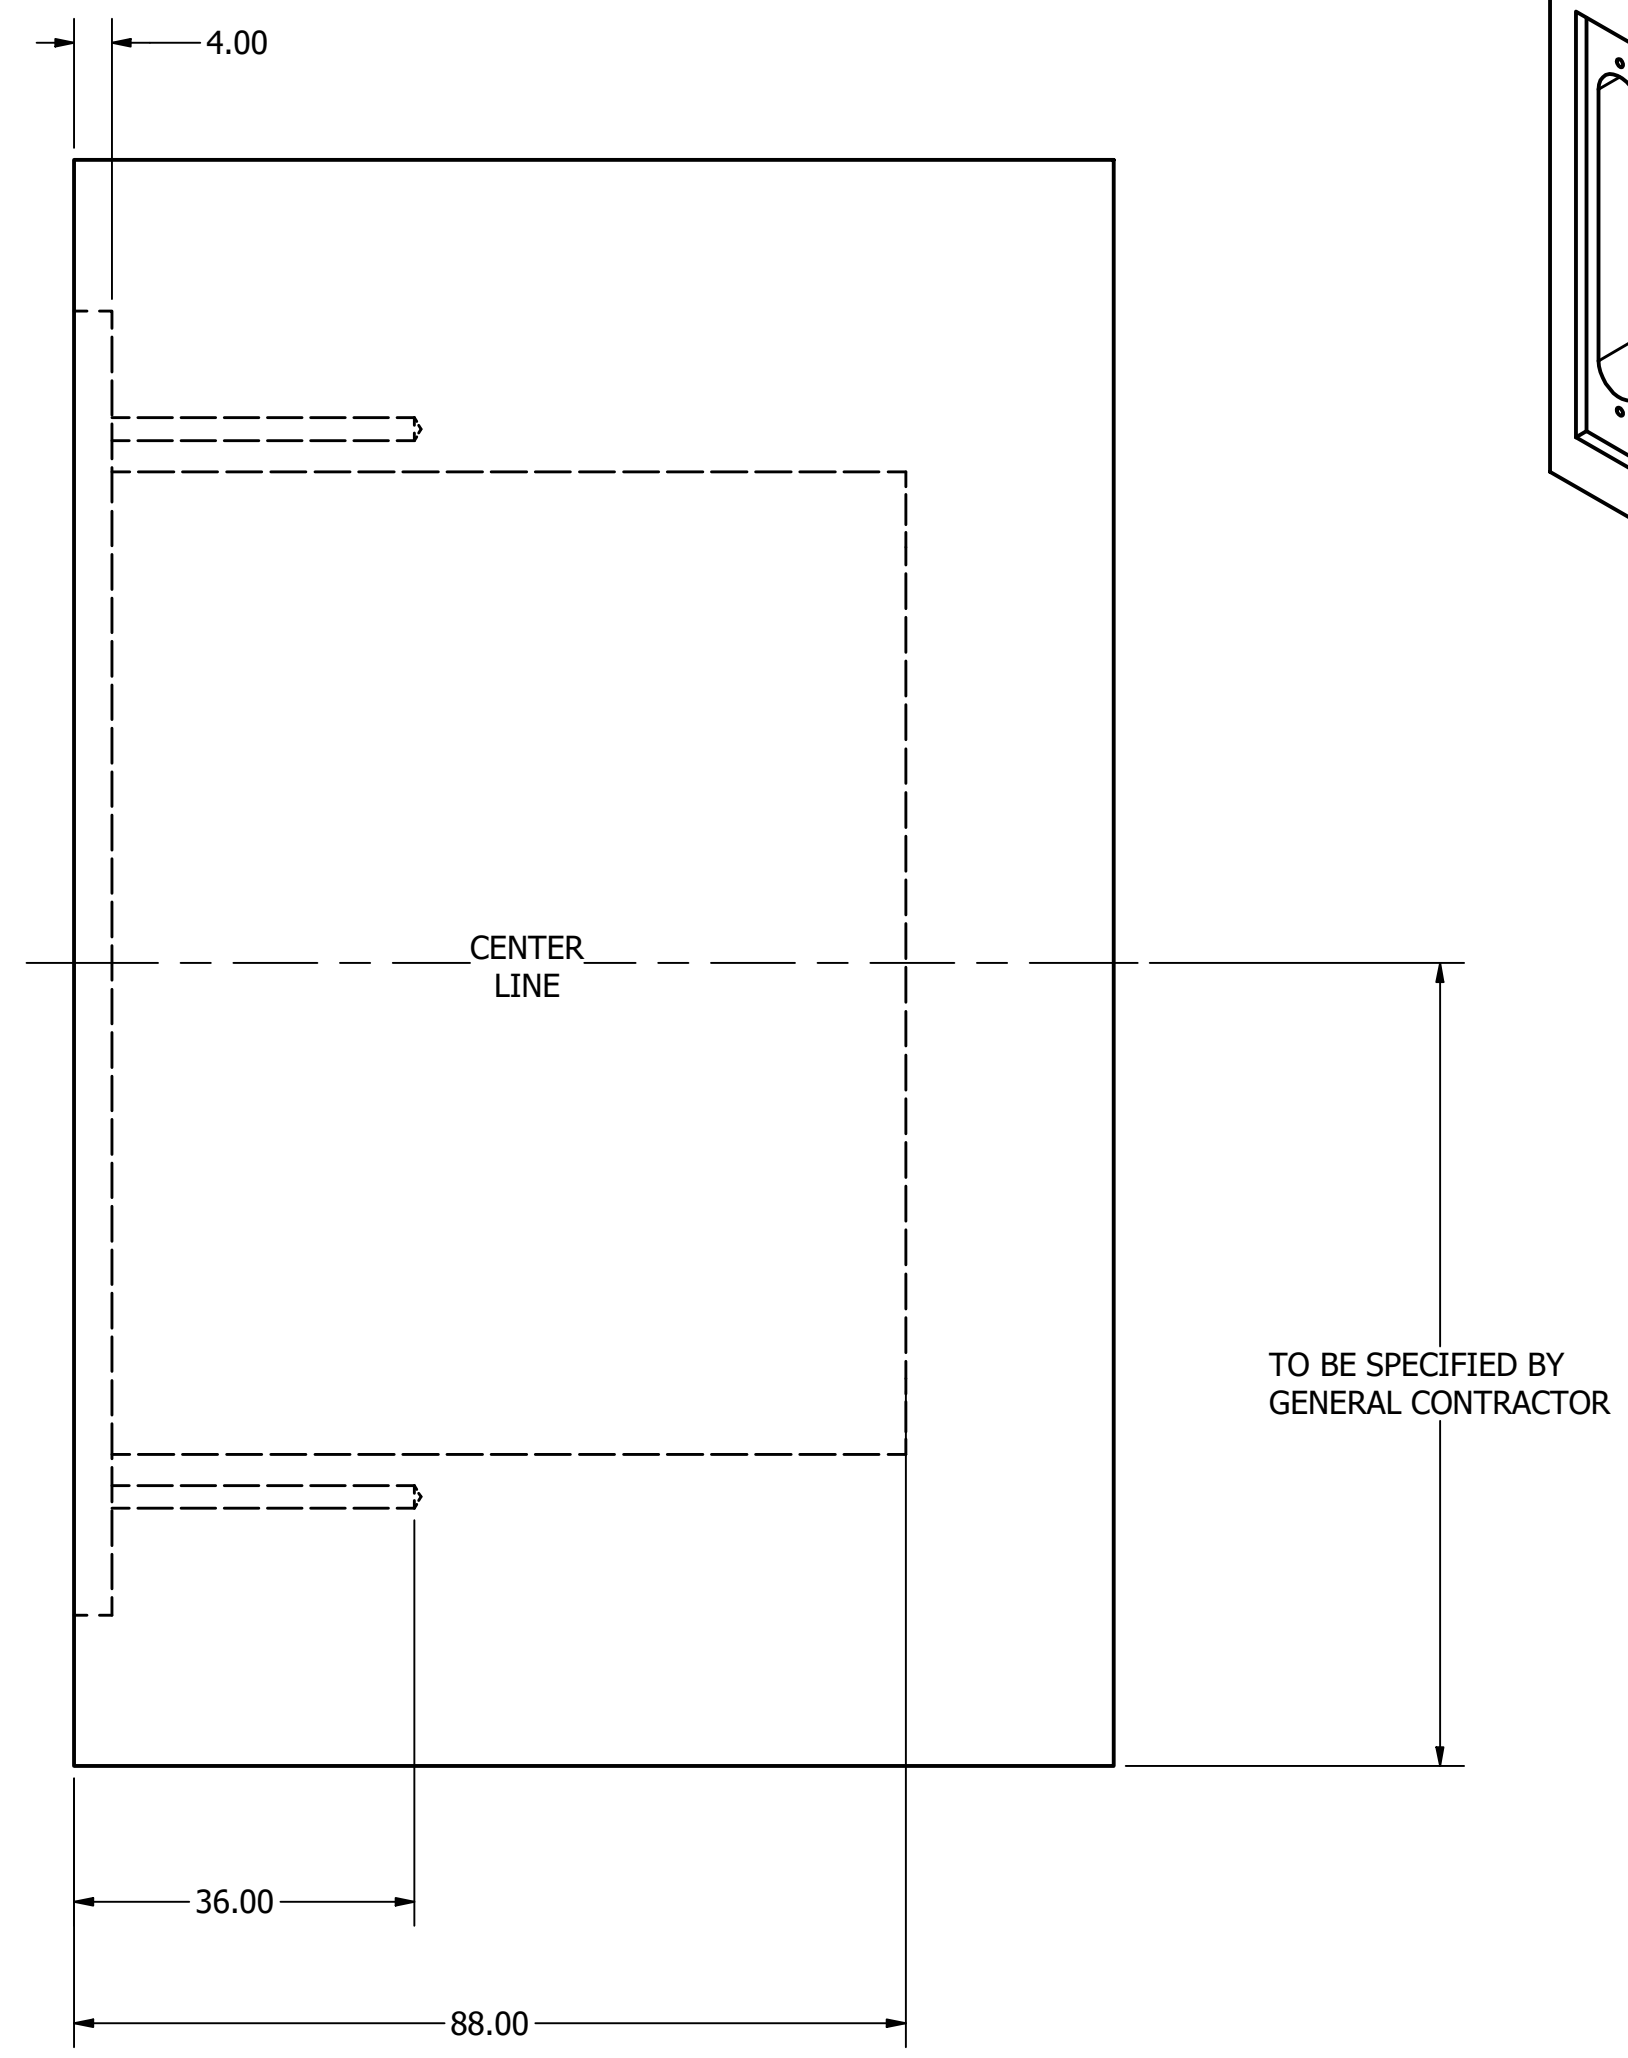 4.00
CENTER
LINE
TO BE SPECIFIED BY
GENERAL CONTRACTOR
36.00
88.00